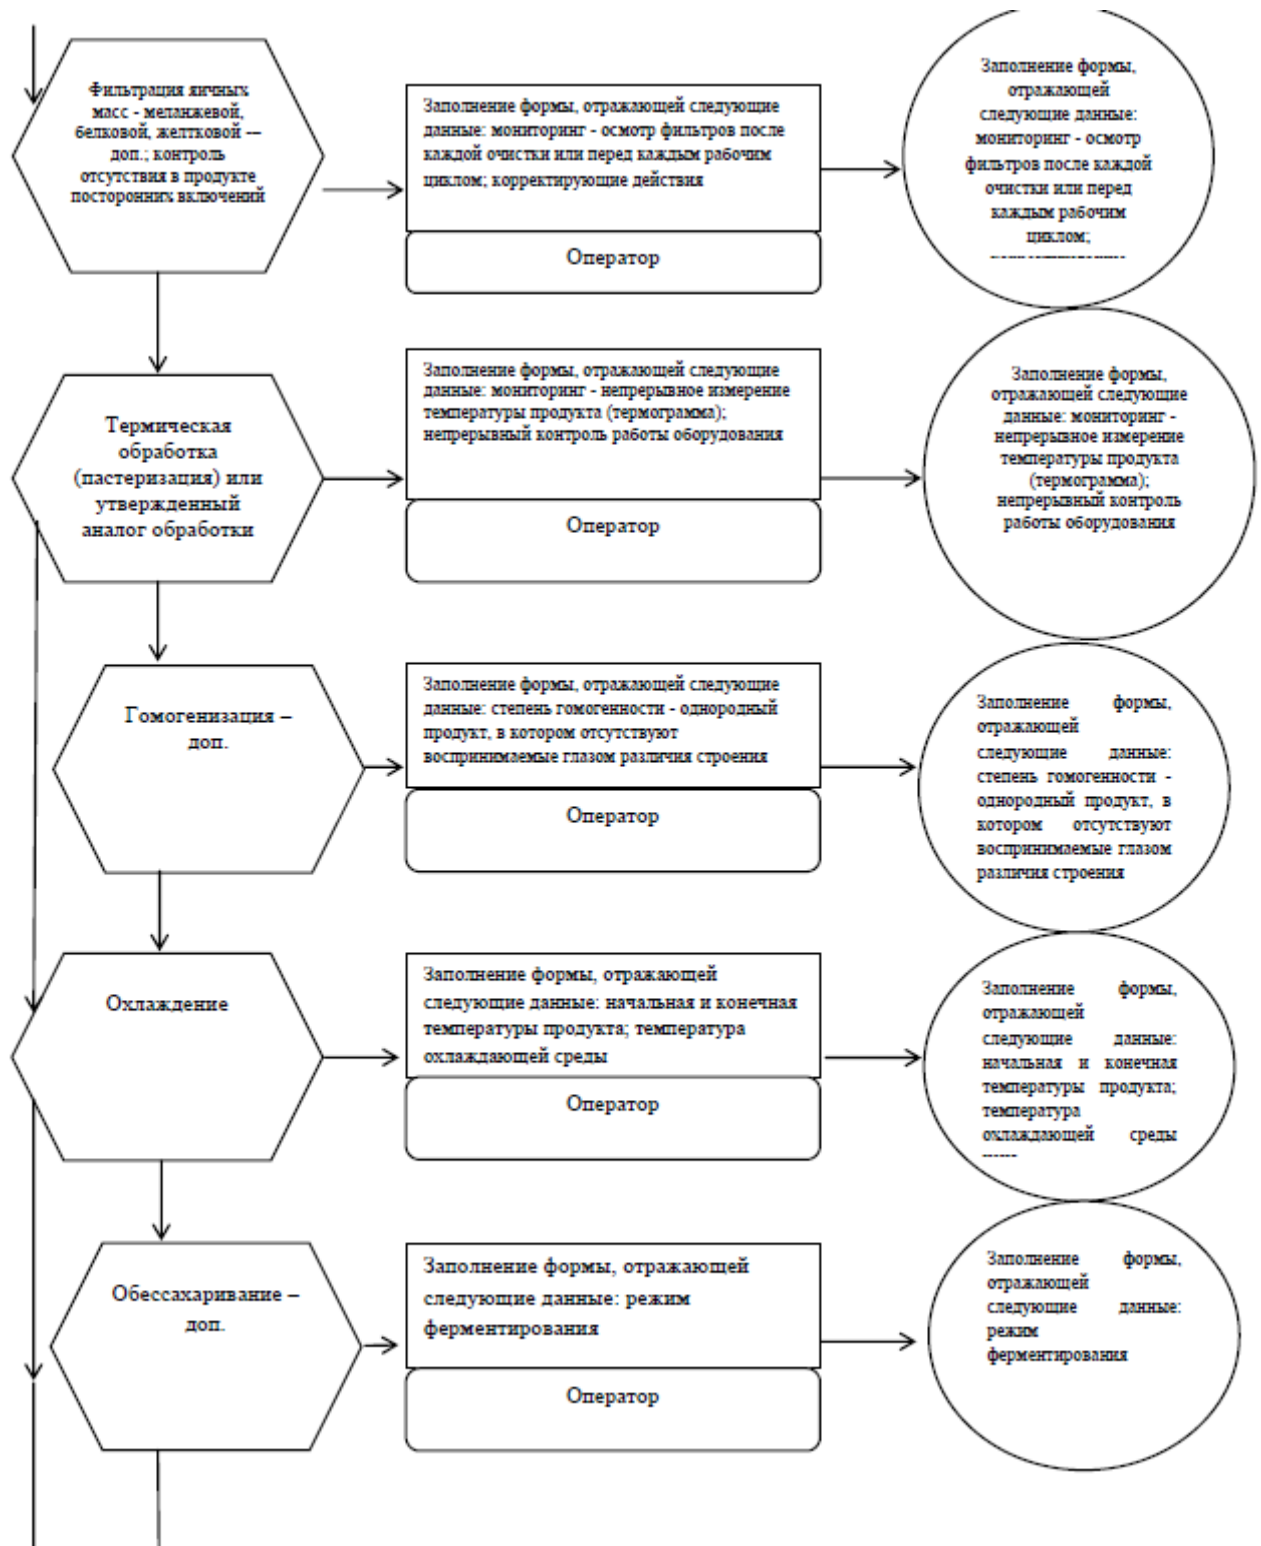 Фильтрация яичных
масс - меланжевой,
белковой, желтковой —
доп.; контроль
отсутствия в продукте
посторонних включений
Заполнение формы, отражающей следующие
данные: мониторинг - осмотр фильтров после
каждой очистки или перед каждым рабочим
циклом; корректирующие действия
Оператор
Заполнение формы,
отражающей
следующие данные:
мониторинг - осмотр
фильтров после каждой
очистки или перед
каждым рабочим
циклом;
Термическая
обработка
(пастеризация) или
утвержденный
аналог обработки
Заполнение формы, отражающей следующие
данные: мониторинг - непрерывное измерение
температуры продукта (термограмма);
непрерывный контроль работы оборудования
Оператор
Заполнение формы,
отражающей следующие
данные: мониторинг -
непрерывное измерение
температуры продукта
(термограмма);
непрерывный контроль
работы оборудования
Гомогенизация –
доп.
Заполнение формы, отражающей следующие
данные: степень гомогенности - однородный
продукт, в котором отсутствуют
воспринимаемые глазом различия строения
Оператор
Заполнение формы,
отражающей
следующие данные:
степень гомогенности -
однородный продукт, в
котором отсутствуют
воспринимаемые глазом
различия строения
Охлаждение
Заполнение формы, отражающей
следующие данные: начальная и конечная
температуры продукта; температура
охлаждающей среды
Оператор
Заполнение формы,
отражающей
следующие данные:
начальная и конечная
температуры продукта;
температура
охлаждающей среды
Обессахаривание –
доп.
Заполнение формы, отражающей
следующие данные: режим
ферментирования
Оператор
Заполнение формы,
отражающей
следующие данные:
режим
ферментирования